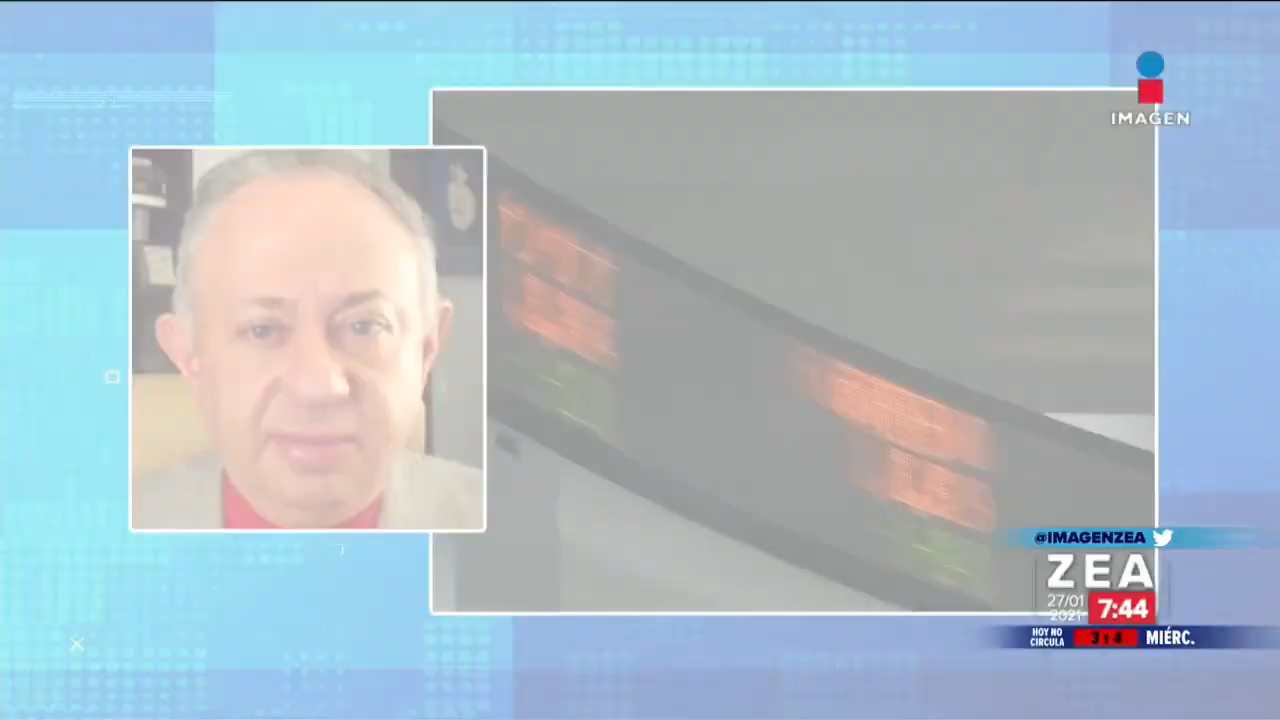 IMAGEN
@IMAGENZEA
ZEA
27/01
2021
7:44
HOY NO
CIRCULA
3 Y 4
MIÉRC.